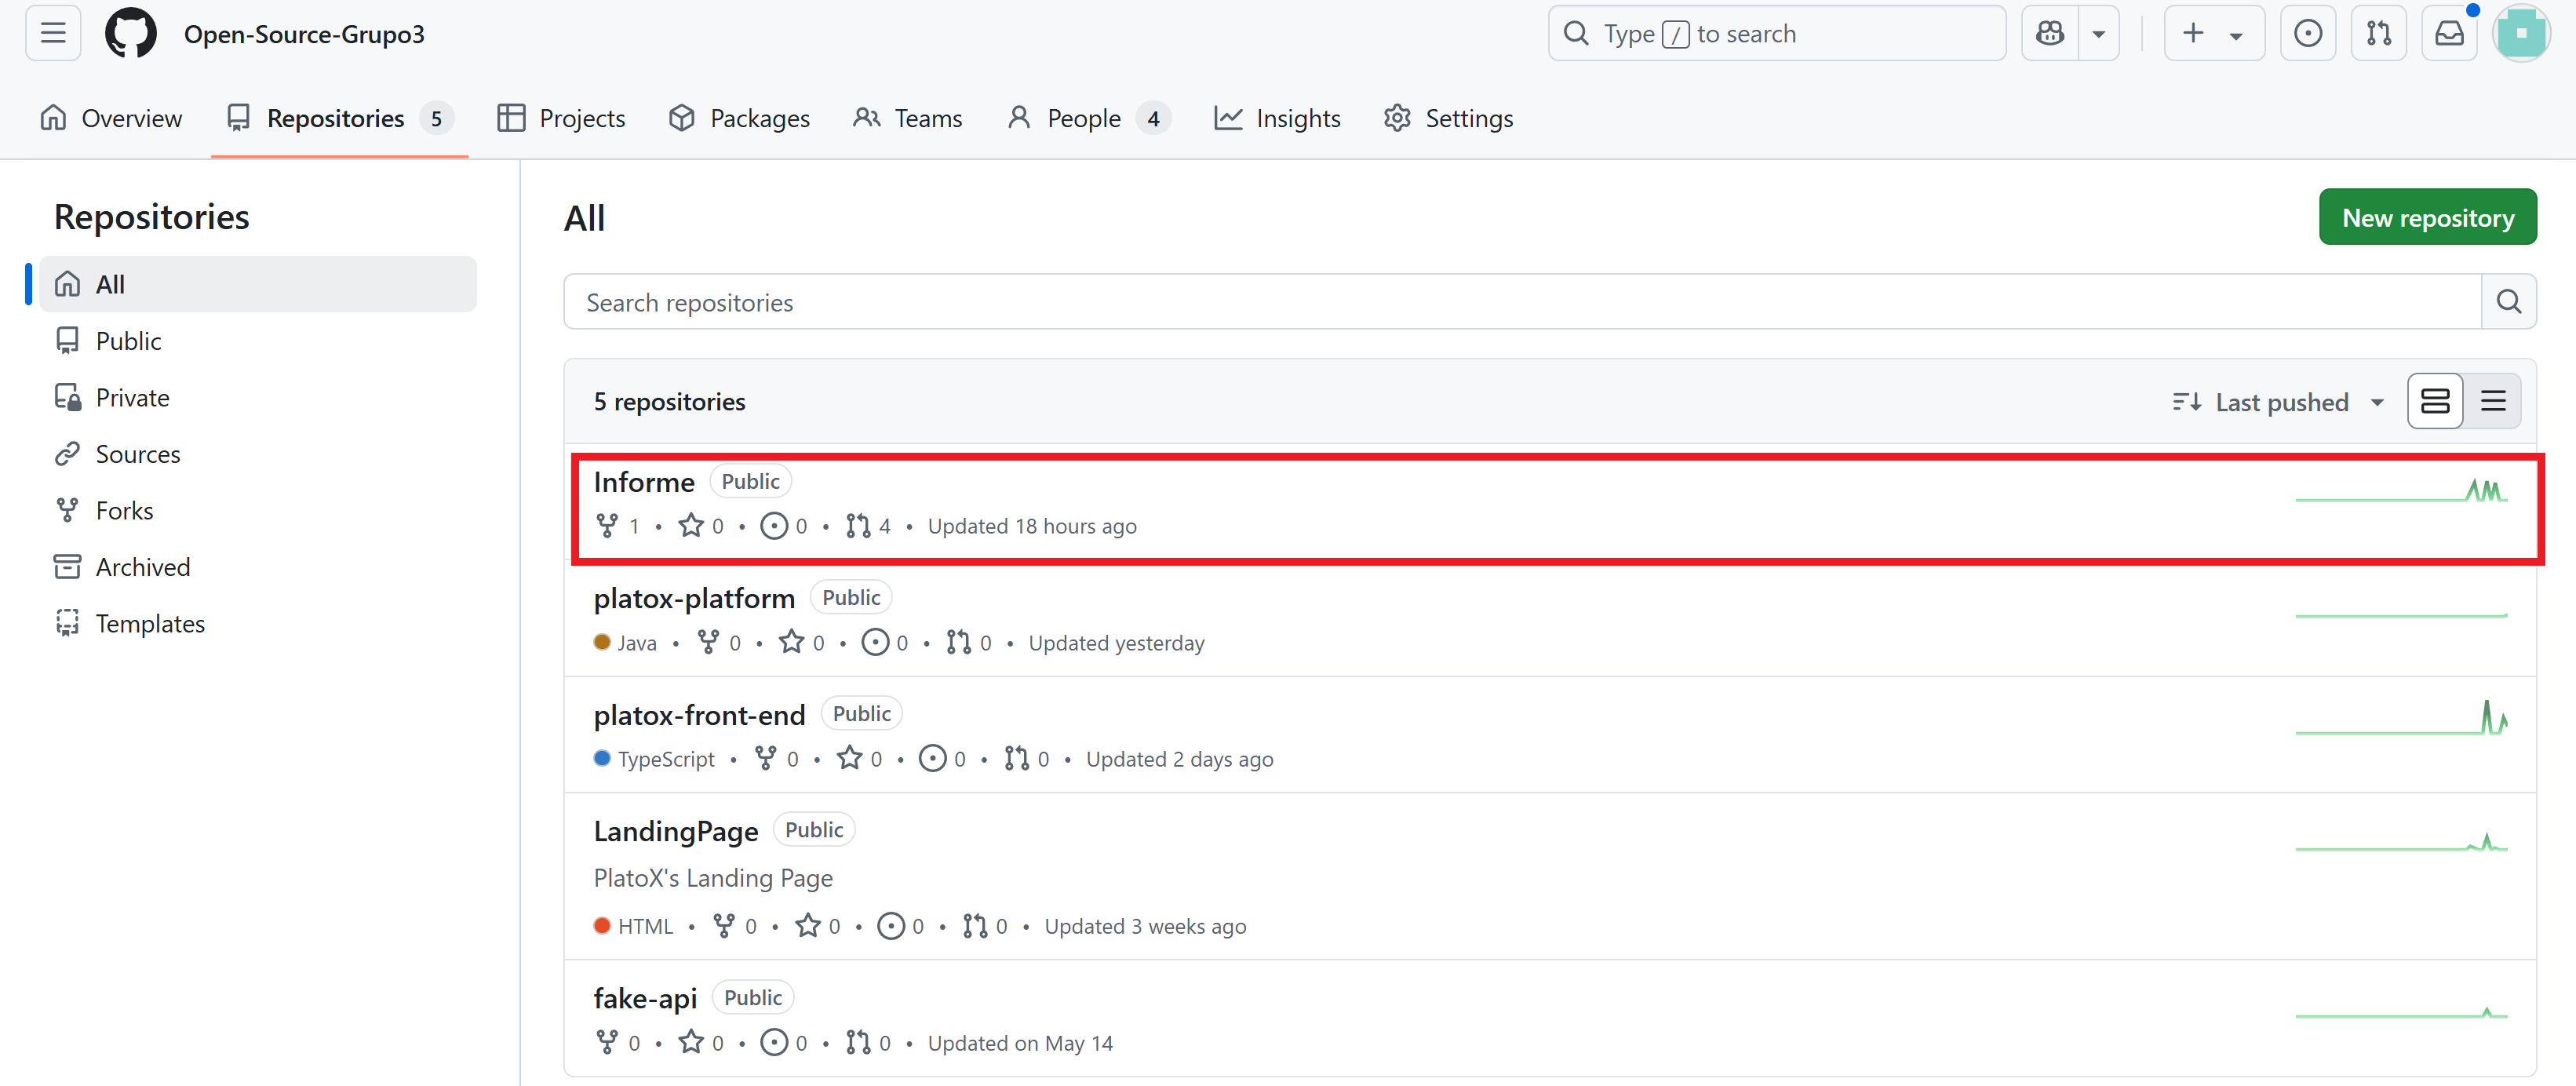 Open-Source-Grupo3
Type / to search
Overview
Repositories 5
Projects
Packages
Teams
People 4
Insights
Settings
Repositories
All
Public
Private
Sources
Forks
Archived
Templates
All
New repository
Search repositories
5 repositories
Last pushed
Informe Public
1 • 0 • 0 • 4 • Updated 18 hours ago
platox-platform Public
Java • 0 • 0 • 0 • 0 • Updated yesterday
platox-front-end Public
TypeScript • 0 • 0 • 0 • 0 • Updated 2 days ago
LandingPage Public
PlatoX's Landing Page
HTML • 0 • 0 • 0 • 0 • Updated 3 weeks ago
fake-api Public
0 • 0 • 0 • 0 • Updated on May 14